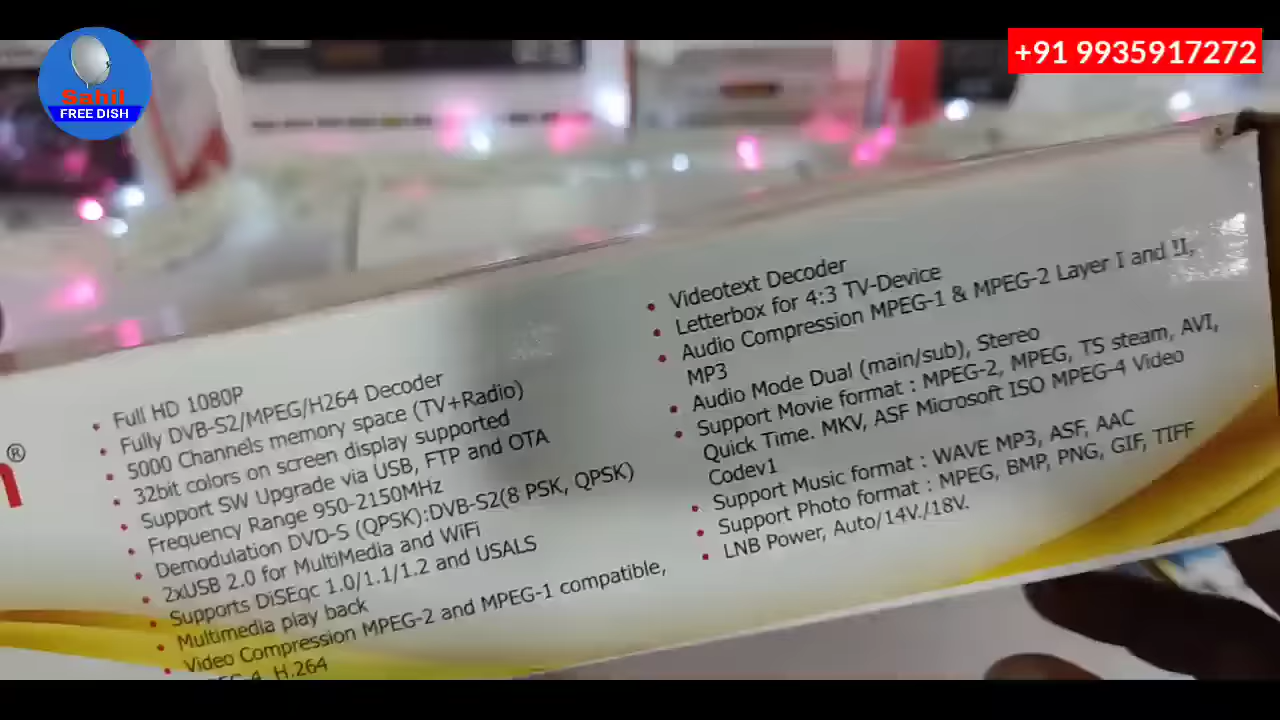 Sahil
FREE DISH
+91 9935917272
®
Full HD 1080P
Fully DVB-S2/MPEG/H264 Decoder
5000 Channels memory space (TV+Radio)
32bit colors on screen display supported
Support SW Upgrade via USB, FTP and OTA
Frequency Range 950-2150MHz
Demodulation DVD-S (QPSK):DVB-S2(8 PSK, QPSK)
2xUSB 2.0 for MultiMedia and WiFi
Supports DiSEqc 1.0/1.1/1.2 and USALS
Multimedia play back
Video Compression MPEG-2 and MPEG-1 compatible,
H.264
Videotext Decoder
Letterbox for 4:3 TV-Device
Audio Compression MPEG-1 & MPEG-2 Layer I and II,
MP3
Audio Mode Dual (main/sub), Stereo
Support Movie format : MPEG-2, MPEG, TS steam, AVI,
Quick Time. MKV, ASF Microsoft ISO MPEG-4 Video
Codev1
Support Music format : WAVE MP3, ASF, AAC
Support Photo format : MPEG, BMP, PNG, GIF, TIFF
LNB Power, Auto/14V./18V.